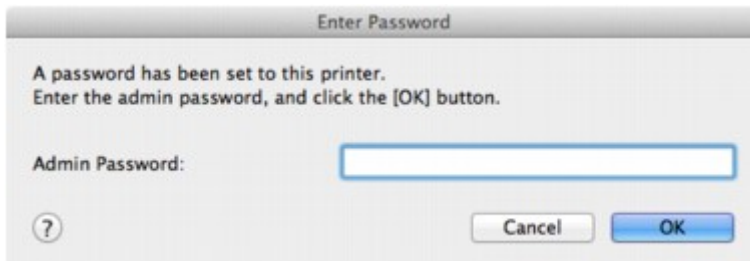 Enter Password
A password has been set to this printer.
Enter the admin password, and click the [OK] button.
Admin Password:
?
Cancel
OK